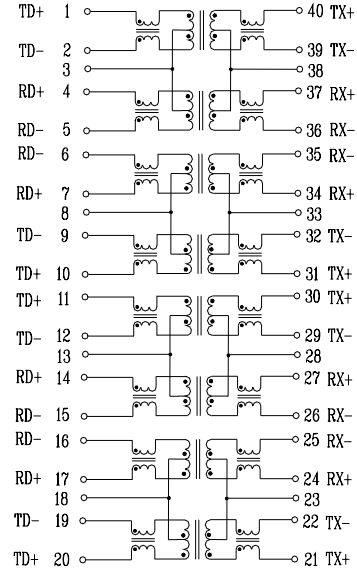 TD+ 1 40 TX+
TD- 2 39 TX-
3 38
RD+ 4 37 RX+
RD- 5 36 RX-
RD- 6 35 RX-
RD+ 7 34 RX+
8 33
TD- 9 32 TX-
TD+ 10 31 TX+
TD+ 11 30 TX+
TD- 12 29 TX-
13 28
RD+ 14 27 RX+
RD- 15 26 RX-
RD- 16 25 RX-
RD+ 17 24 RX+
18 23
TD- 19 22 TX-
TD+ 20 21 TX+